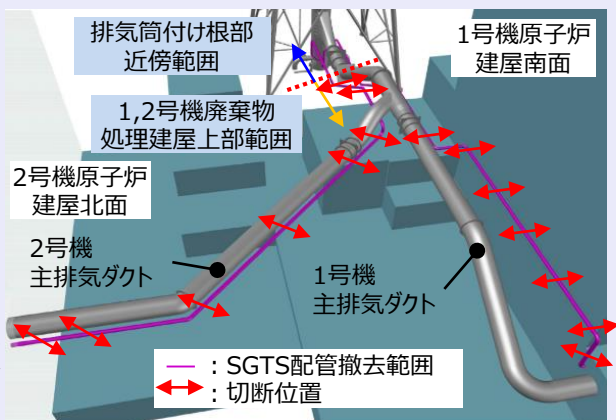 排気筒付け根部
近傍範囲
1号機原子炉
建屋南面
1,2号機廃棄物
処理建屋上部範囲
2号機原子炉
建屋北面
2号機
主排気ダクト
1号機
主排気ダクト
：SGTS配管撤去範囲
：切断位置